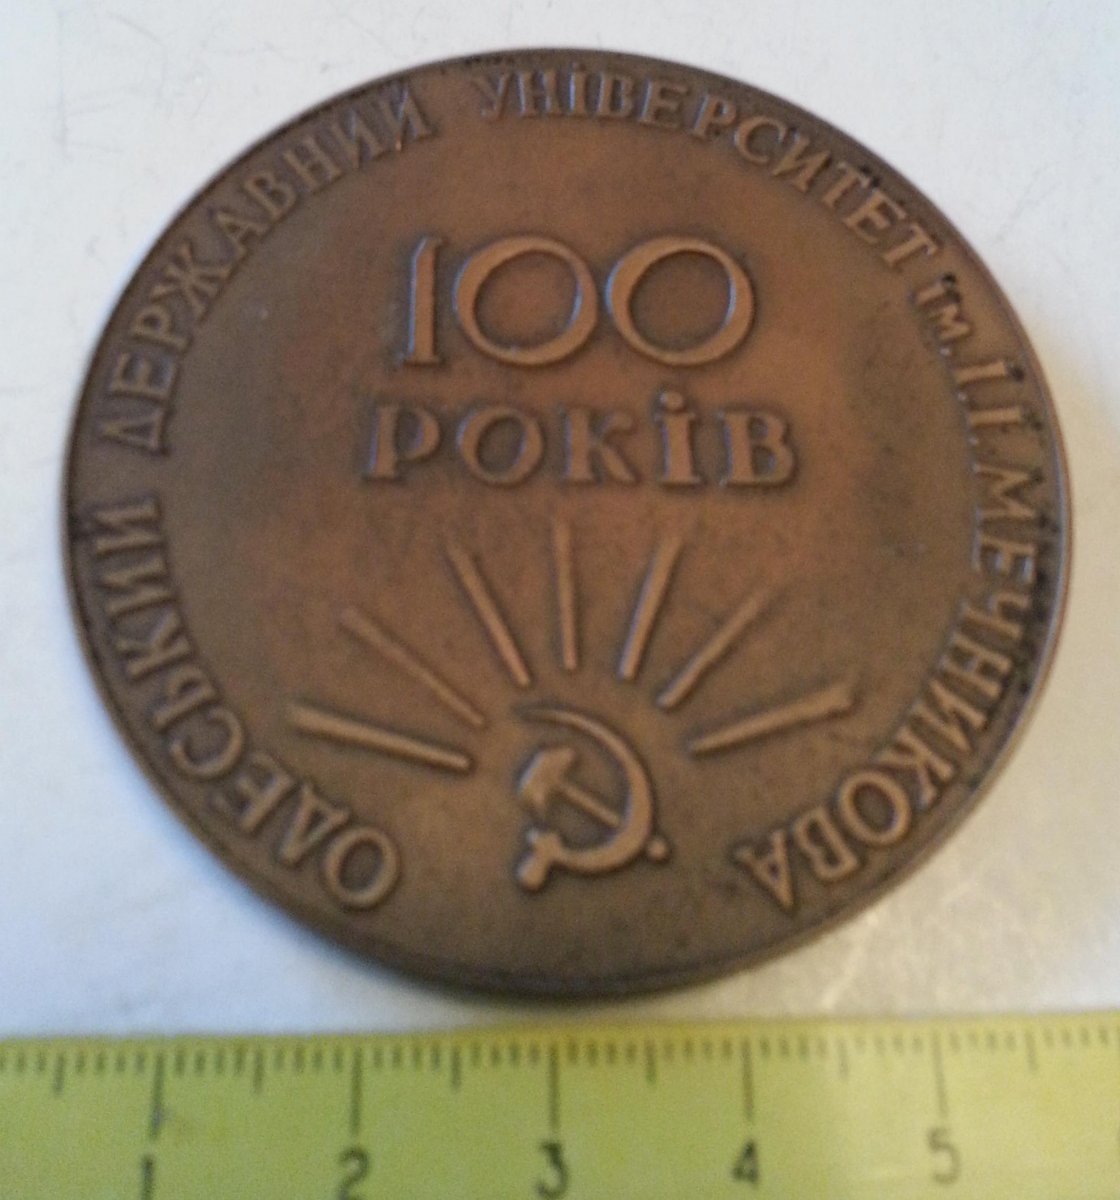 ОДЕСЬКИЙ ДЕРЖАВНИЙ УНІВЕРСИТЕТ ім. І.І. МЕЧНИКОВА
100
РОКІВ
1 2 3 4 5